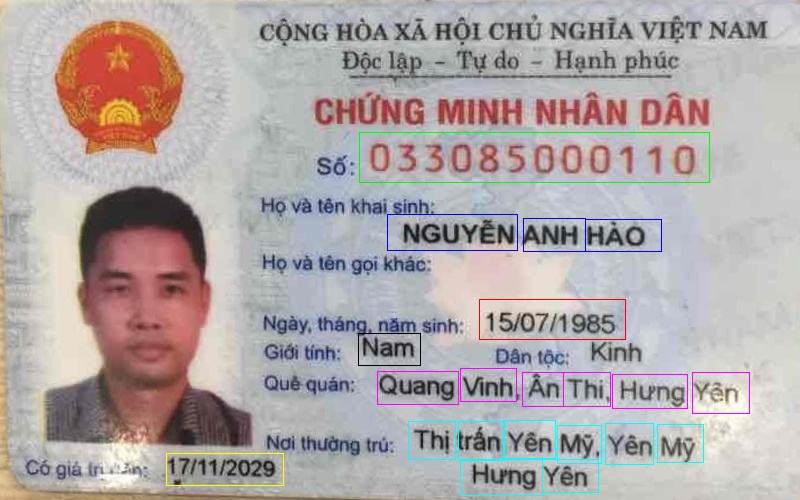 CỘNG HÒA XÃ HỘI CHỦ NGHĨA VIỆT NAM
Độc lập – Tự do – Hạnh phúc
CHỨNG MINH NHÂN DÂN
Số: 033085000110
Họ và tên khai sinh:
NGUYỄN ANH HÀO
Họ và tên gọi khác:
Ngày, tháng, năm sinh: 15/07/1985
Giới tính: Nam Dân tộc: Kinh
Quê quán: Quang Vinh, Ân Thi, Hưng Yên
Nơi thường trú: Thị trấn Yên Mỹ, Yên Mỹ
Hưng Yên
Có giá trị đến: 17/11/2029